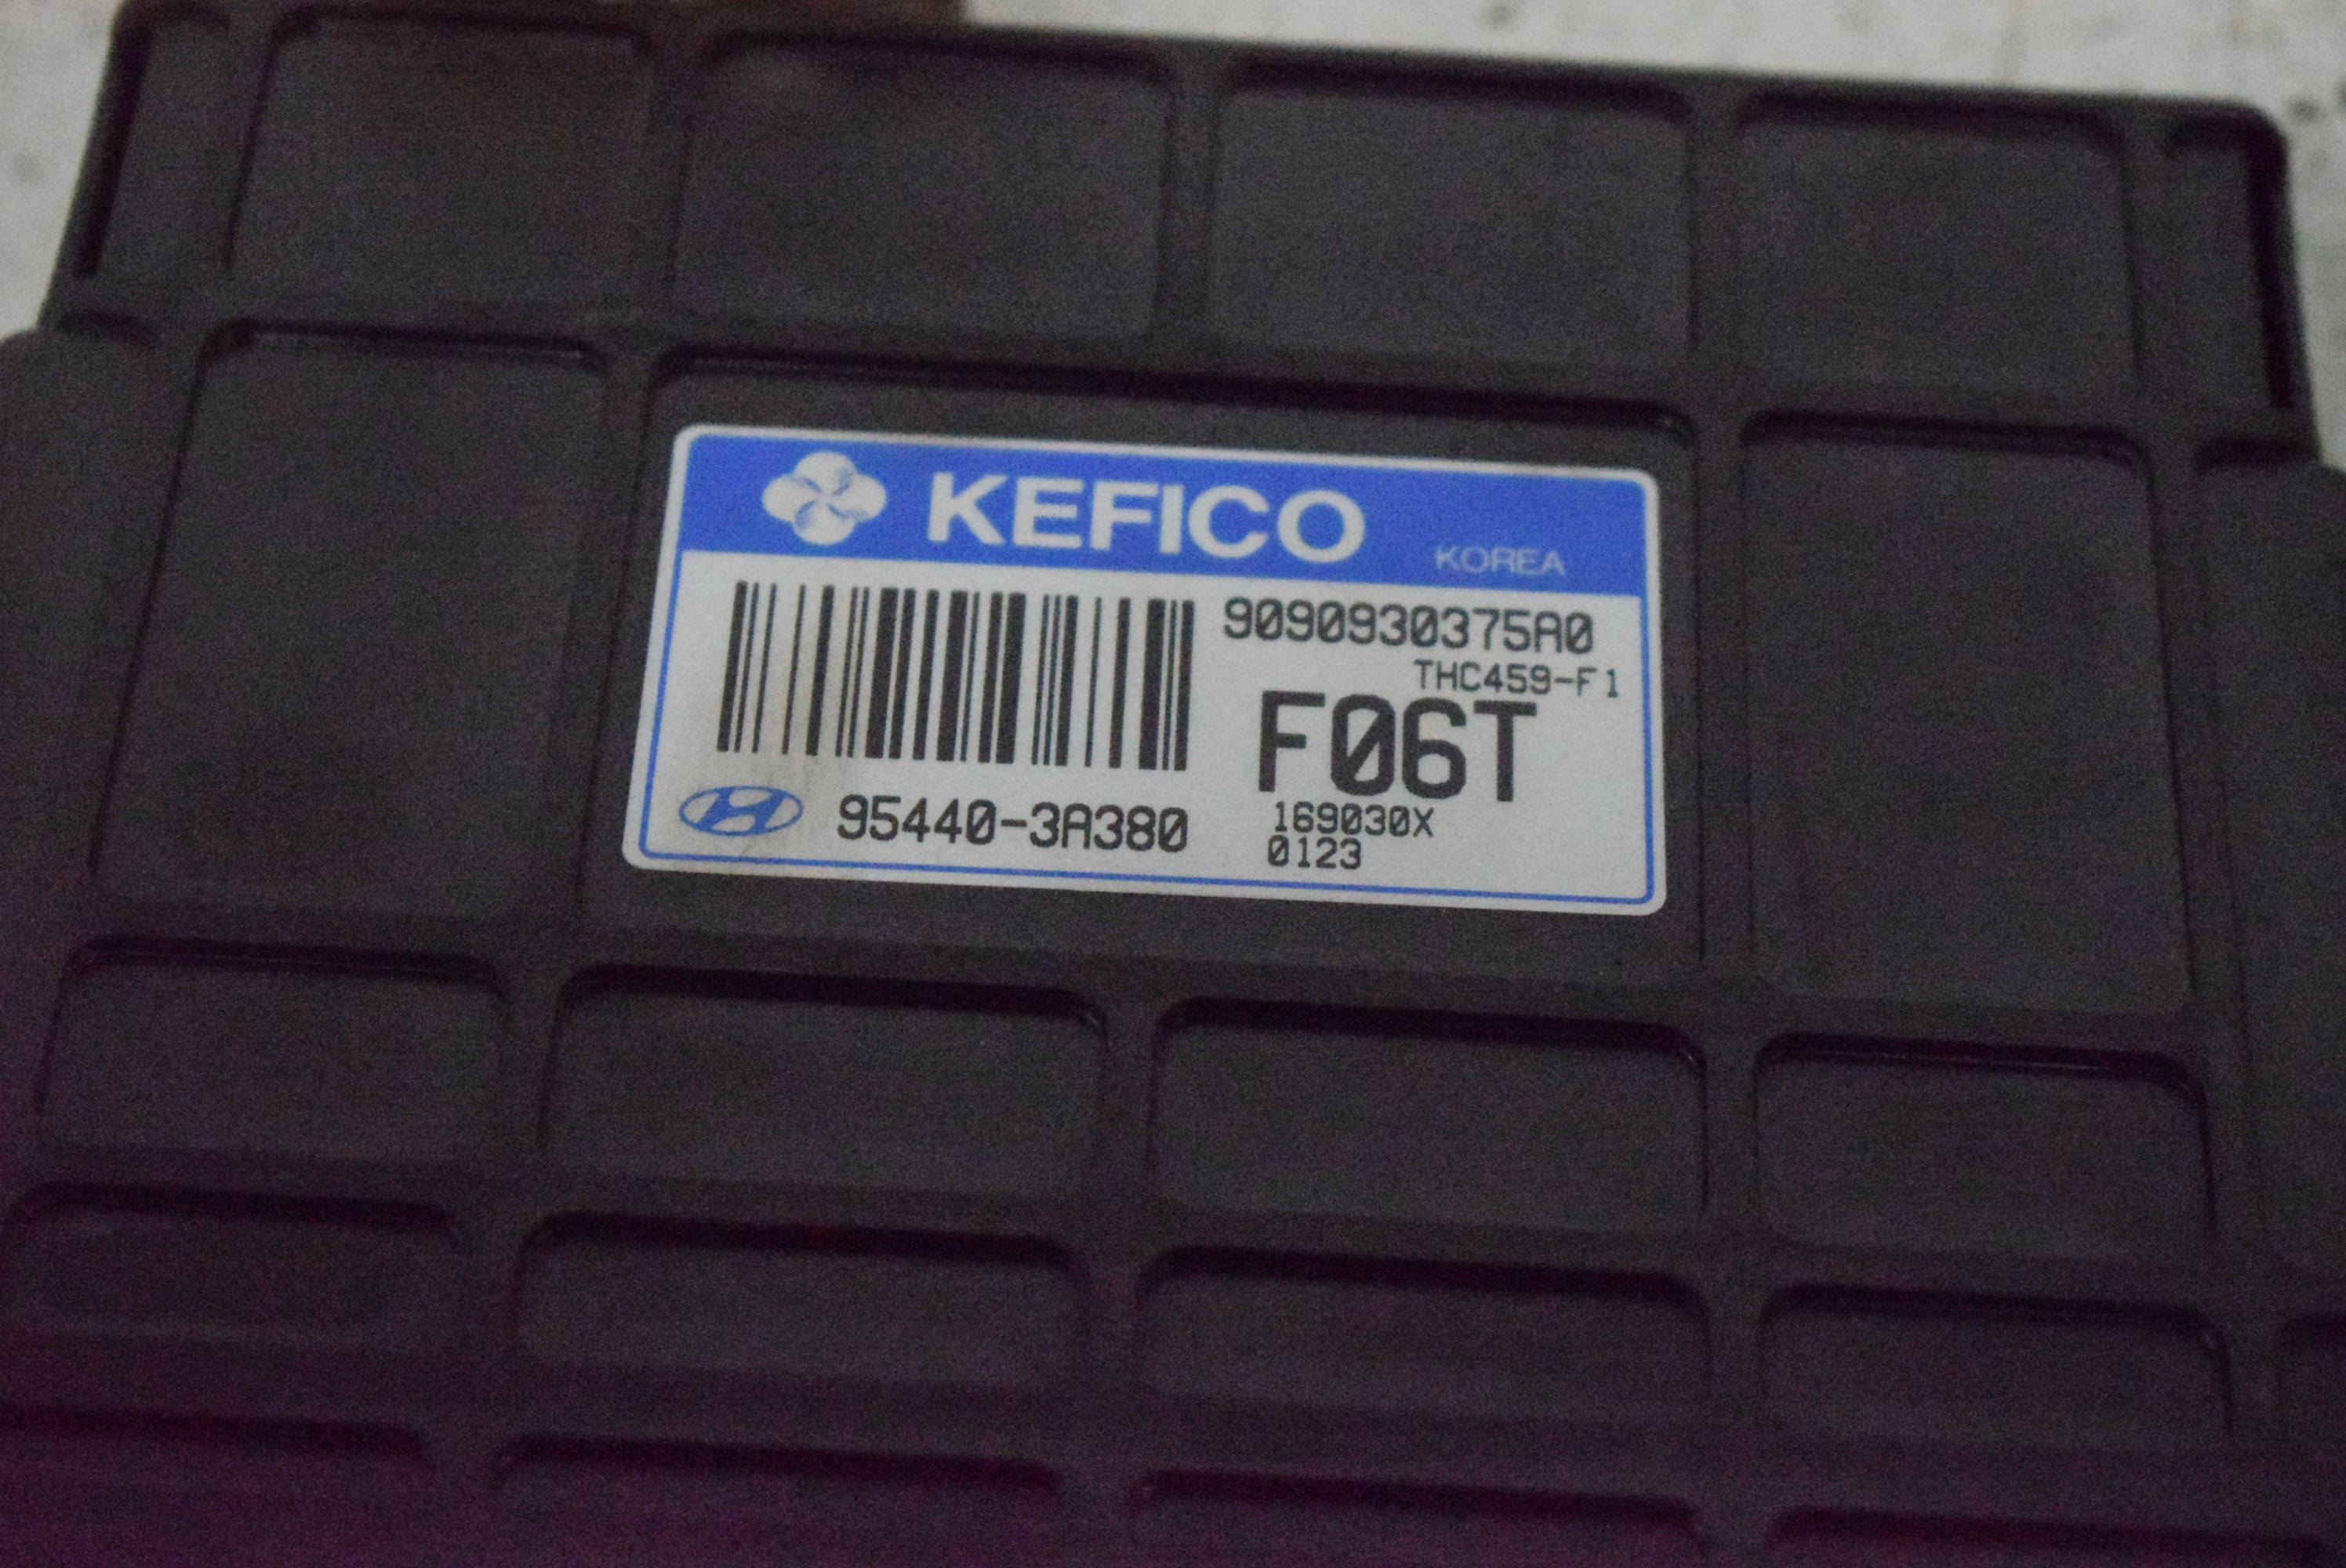 KEFICO KOREA
9090930375A0
THC459-F1
F06T
95440-3A380
169030X
0123